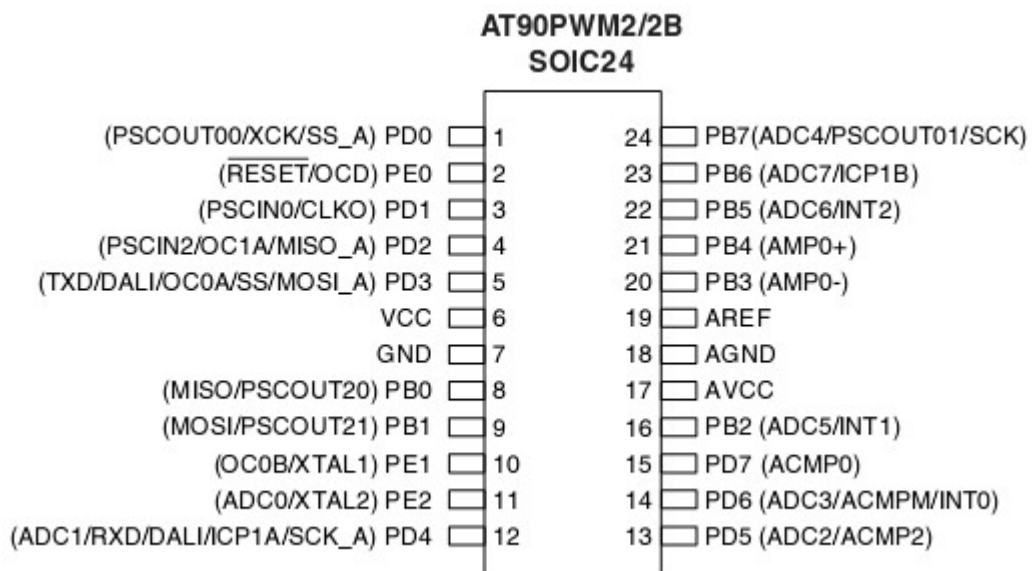 AT90PWM2/2B
SOIC24
(PSCOUT00/XCK/SS_A) PD0 1 24 PB7(ADC4/PSCOUT01/SCK)
(RESET/OCD) PE0 2 23 PB6 (ADC7/ICP1B)
(PSCIN0/CLKO) PD1 3 22 PB5 (ADC6/INT2)
(PSCIN2/OC1A/MISO_A) PD2 4 21 PB4 (AMP0+)
(TXD/DALI/OC0A/SS/MOSI_A) PD3 5 20 PB3 (AMP0-)
VCC 6 19 AREF
GND 7 18 AGND
(MISO/PSCOUT20) PB0 8 17 AVCC
(MOSI/PSCOUT21) PB1 9 16 PB2 (ADC5/INT1)
(OC0B/XTAL1) PE1 10 15 PD7 (ACMP0)
(ADC0/XTAL2) PE2 11 14 PD6 (ADC3/ACMPM/INT0)
(ADC1/RXD/DALI/ICP1A/SCK_A) PD4 12 13 PD5 (ADC2/ACMP2)